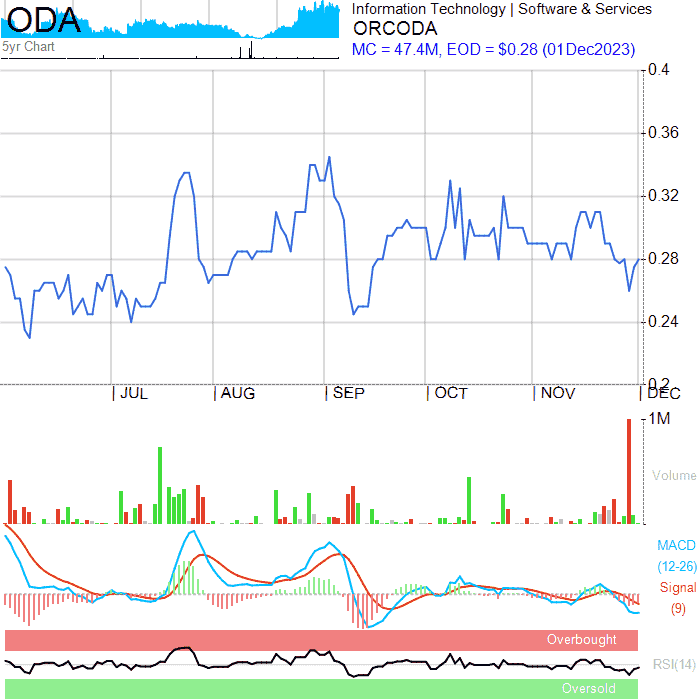 ODA
5yr Chart
Information Technology | Software & Services
ORCODA
MC = 47.4M, EOD = $0.28 (01Dec2023)
0.4
0.36
0.32
0.28
0.24
0.2
JUL AUG SEP OCT NOV DEC
1M
Volume
MACD
(12-26)
Signal
(9)
Overbought
RSI(14)
Oversold